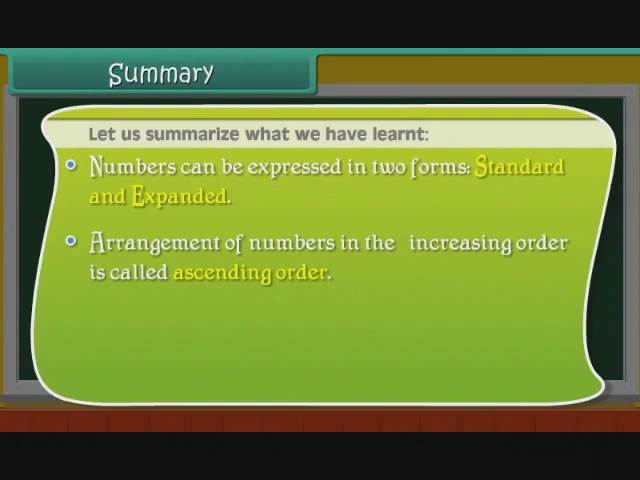 Summary
Let us summarize what we have learnt:
Numbers can be expressed in two forms: Standard
and Expanded.
Arrangement of numbers in the increasing order
is called ascending order.